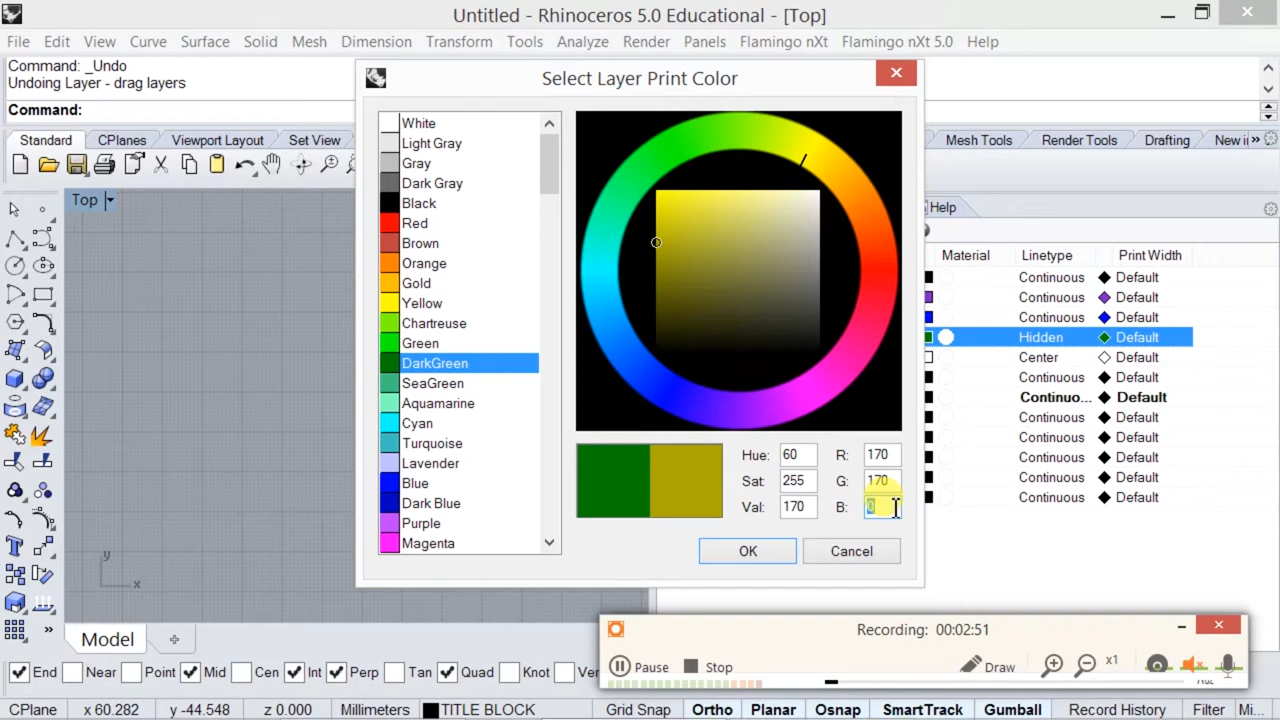 Untitled - Rhinoceros 5.0 Educational - [Top]
File Edit View Curve Surface Solid Mesh Dimension Transform Tools Analyze Render Panels Flamingo nXt Flamingo nXt 5.0 Help
Command: _Undo
Undoing Layer - drag layers
Command:
Standard CPlanes Viewport Layout Set View Mesh Tools Render Tools Drafting New i »
Top
Select Layer Print Color
White
Light Gray
Gray
Dark Gray
Black
Red
Brown
Orange
Gold
Yellow
Chartreuse
Green
DarkGreen
SeaGreen
Aquamarine
Cyan
Turquoise
Lavender
Blue
Dark Blue
Purple
Magenta
Hue: 60 R: 170
Sat: 255 G: 170
Val: 170 B: 0
OK Cancel
Help
Material Linetype Print Width
Continuous Default
Continuous Default
Continuous Default
Hidden Default
Center Default
Continuous Default
Continuo... Default
Continuous Default
Continuous Default
Continuous Default
Continuous Default
Continuous Default
y
x
»
Model
Recording: 00:02:51
Pause Stop Draw x1
End Near Point Mid Cen Int Perp Tan Quad Knot Ver
CPlane x 60.282 y -44.548 z 0.000 Millimeters TITLE BLOCK Grid Snap Ortho Planar Osnap SmartTrack Gumball Record History Filter Mi...